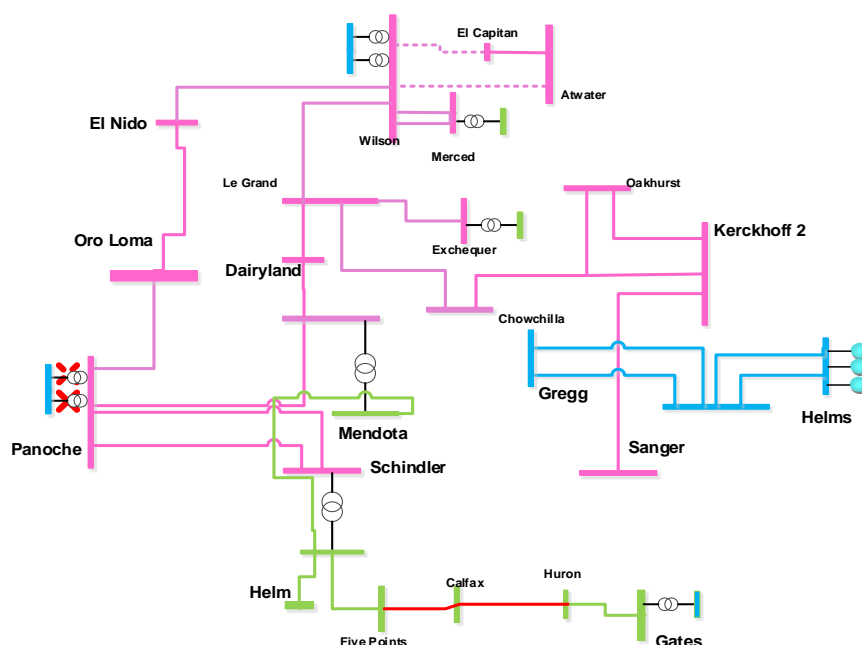 El Capitan
Atwater
El Nido
Wilson
Merced
Le Grand
Oakhurst
Kerckhoff 2
Oro Loma
Exchequer
Dairyland
Chowchilla
Gregg
Helms
Mendota
Panoche
Sanger
Schindler
Calfax
Huron
Helm
Five Points
Gates